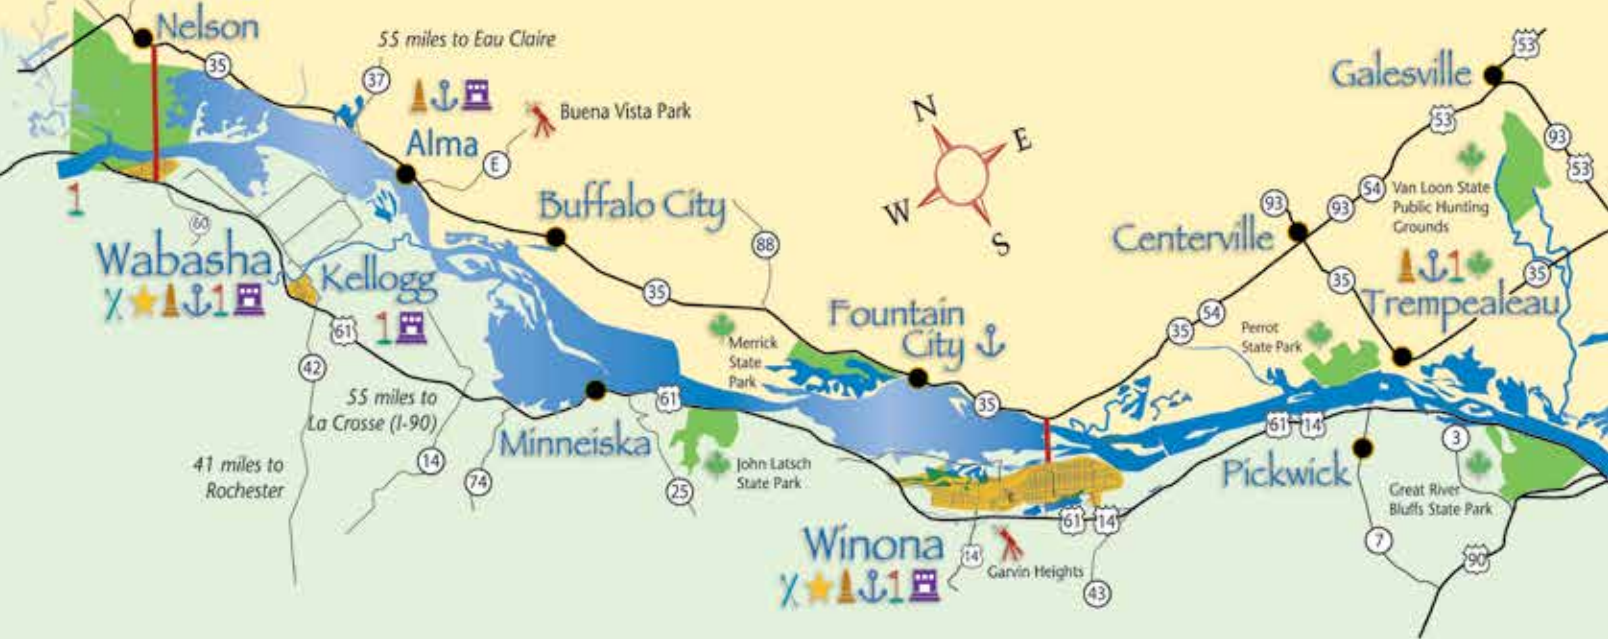 Nelson
35
55 miles to Eau Claire
37
Alma
E
Buena Vista Park
N
E
W
S
Galesville
53
53
93
53
Van Loon State
Public Hunting
Grounds
54
93
93
Centerville
35
35
Trempealeau
Buffalo City
88
35
60
Wabasha
Kellogg
61
42
55 miles to
La Crosse (I-90)
41 miles to
Rochester
14
74
Minneiska
61
25
John Latsch
State Park
Merrick
State
Park
Fountain
City
35
35
54
Perrot
State Park
61
14
Pickwick
3
Great River
Bluffs State Park
7
90
Winona
14
61
14
Garvin Heights
43